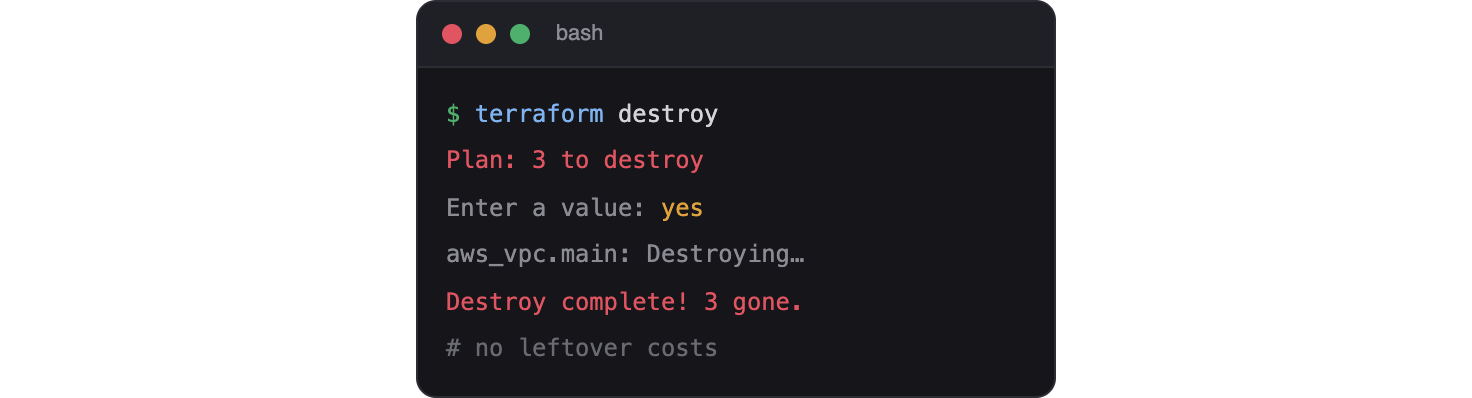 bash
$ terraform destroy
Plan: 3 to destroy
Enter a value: yes
aws_vpc.main: Destroying…
Destroy complete! 3 gone.
# no leftover costs